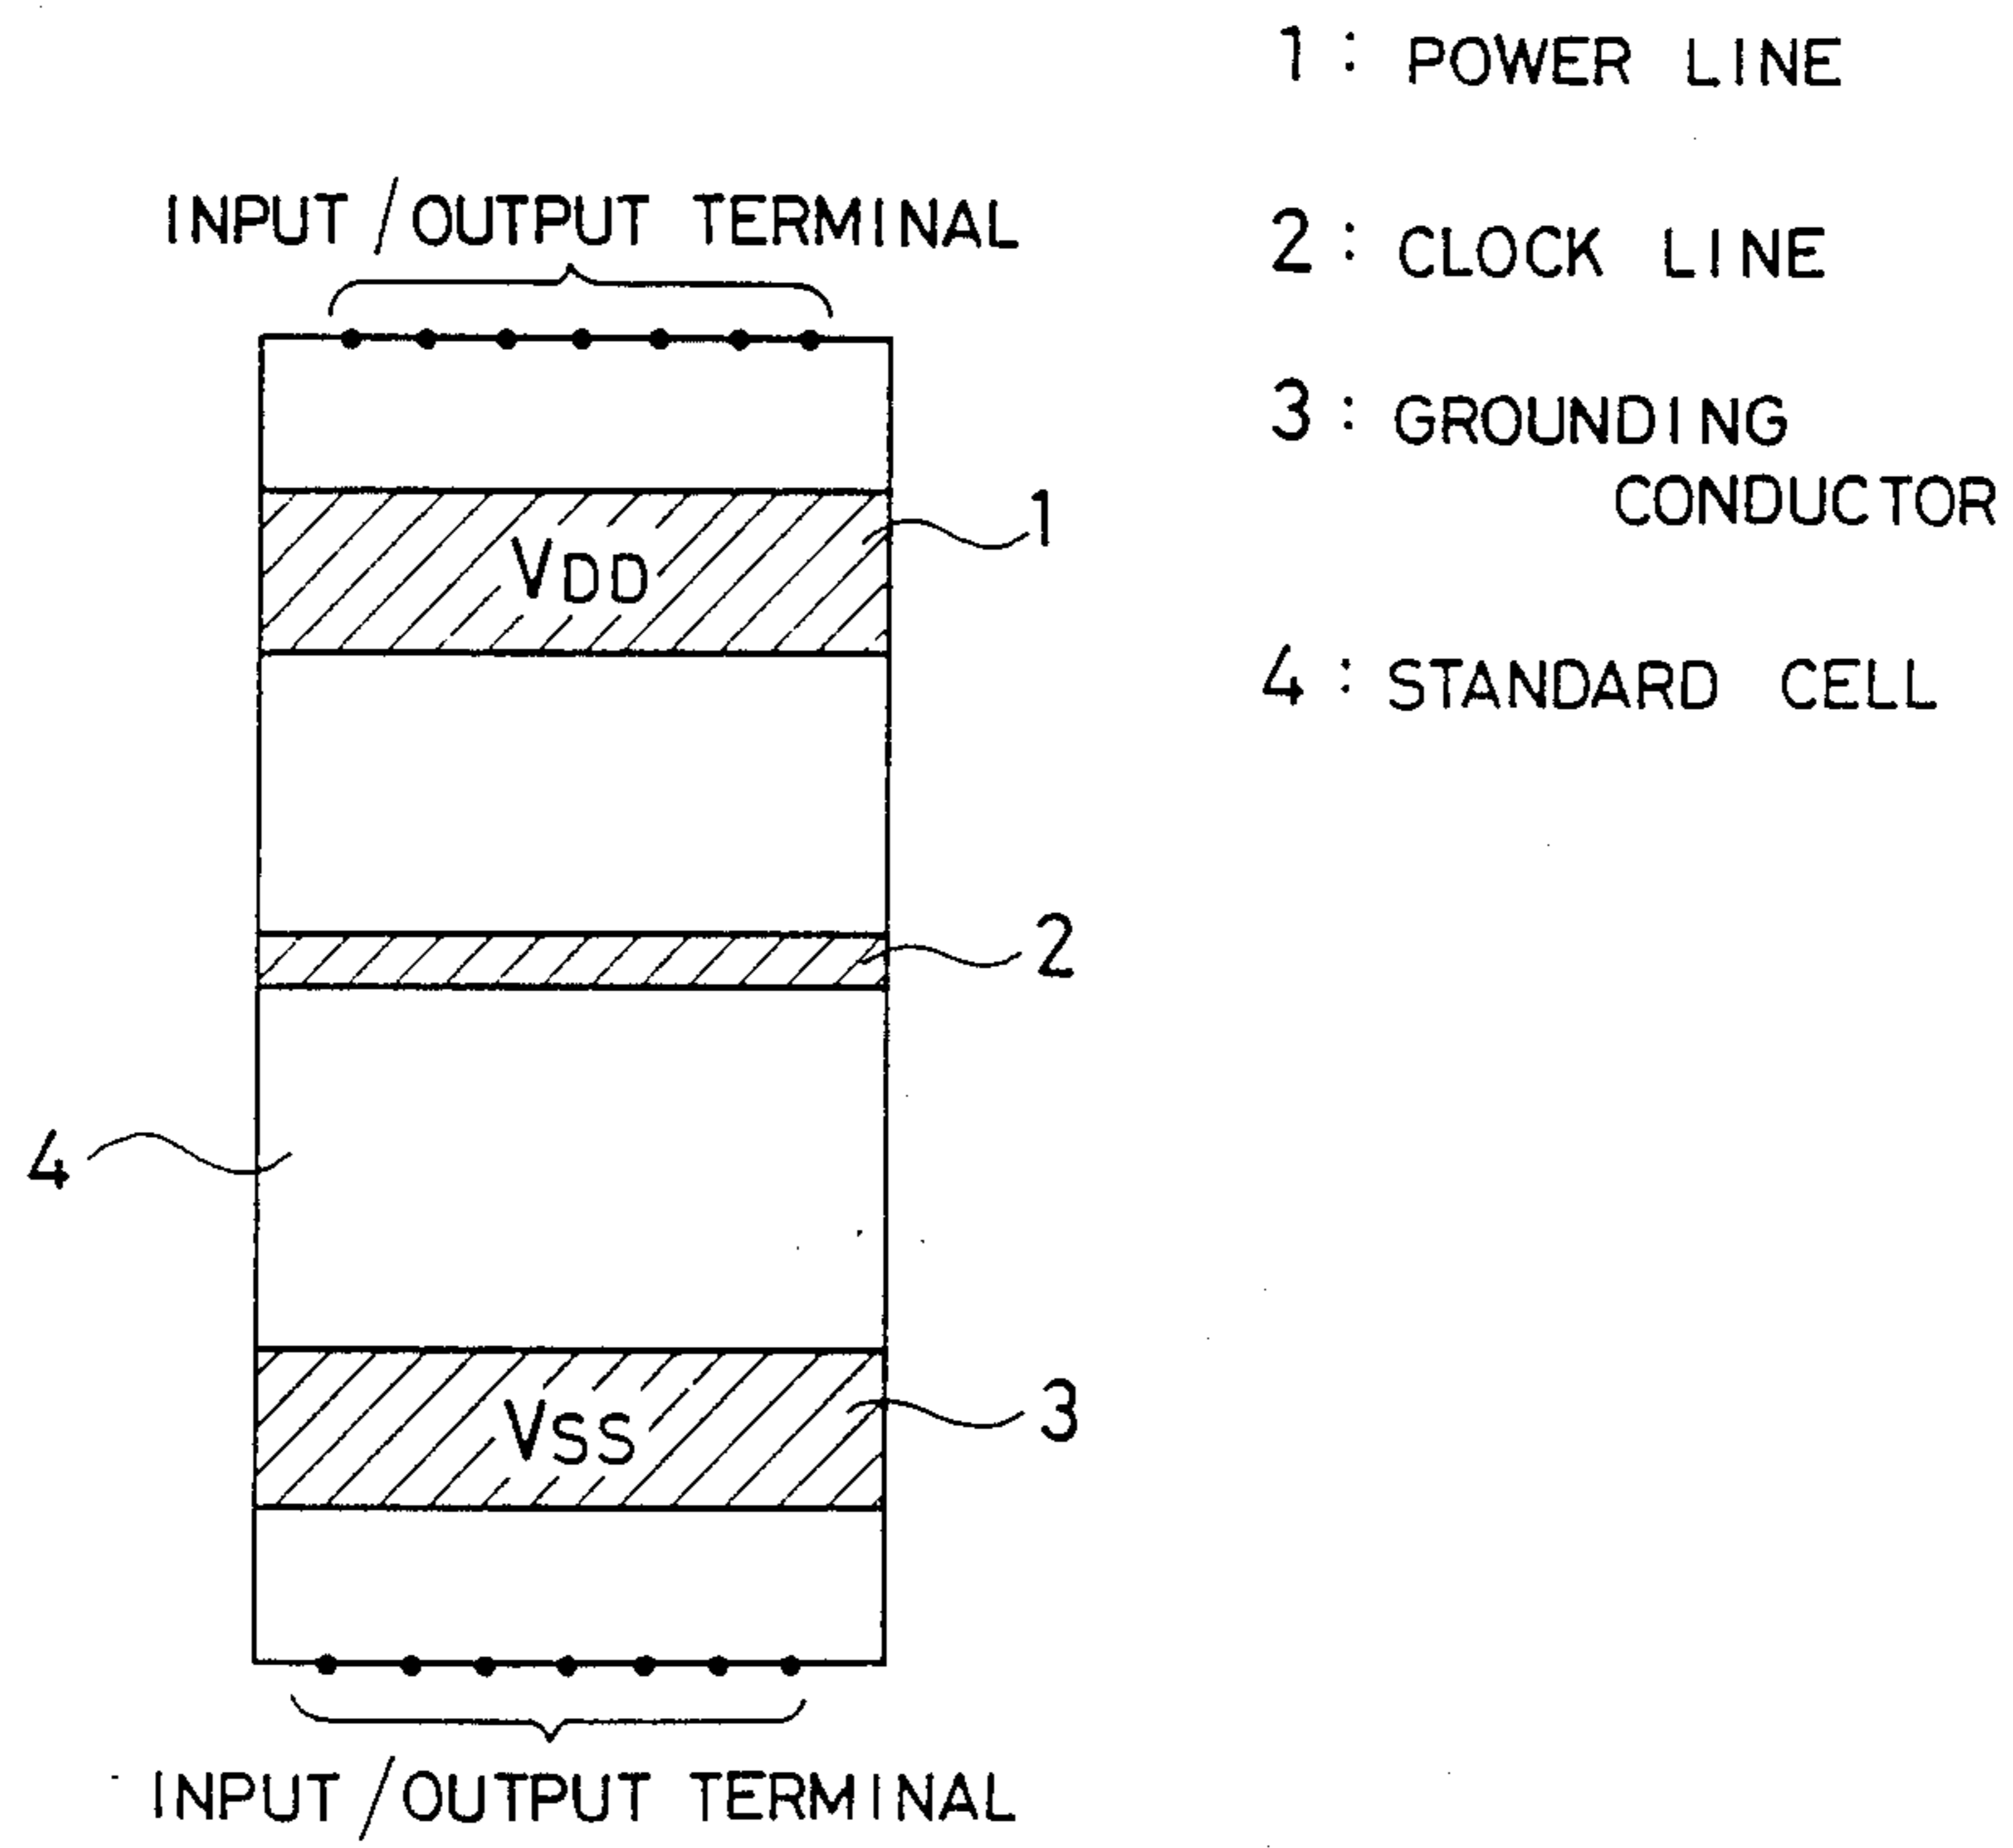 1 : POWER LINE
2 : CLOCK LINE
3 : GROUNDING
CONDUCTOR
4 : STANDARD CELL
INPUT/OUTPUT TERMINAL
VDD
1
2
4
VSS
3
INPUT/OUTPUT TERMINAL